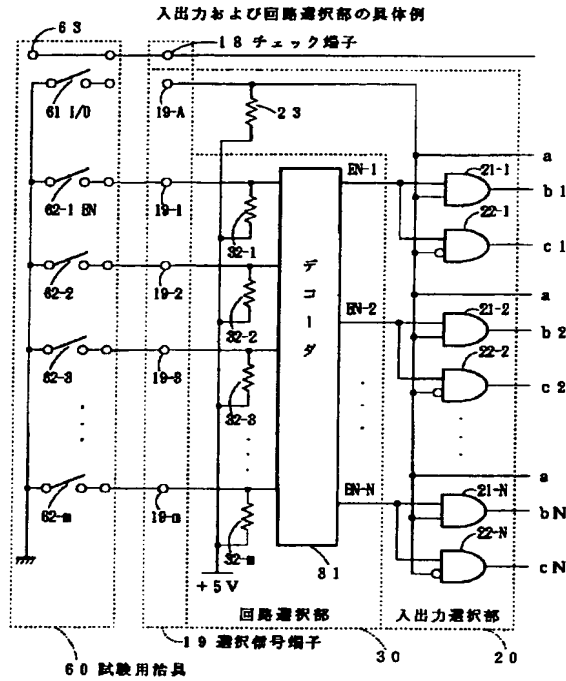 入出力および回路選択部の具体例
63
18 チェック端子
61 I/O
19-A
23
a
EN-1
21-1
b1
62-1 EN
19-1
32-1
22-1
c1
デコーダ
a
62-2
19-2
32-2
EN-2
21-2
b2
62-3
19-3
32-3
22-2
c2
a
EN-N
21-N
bN
62-m
19-m
32-m
22-N
cN
+5V
31
回路選択部
入出力選択部
19 選択信号端子
30
20
60 試験用治具